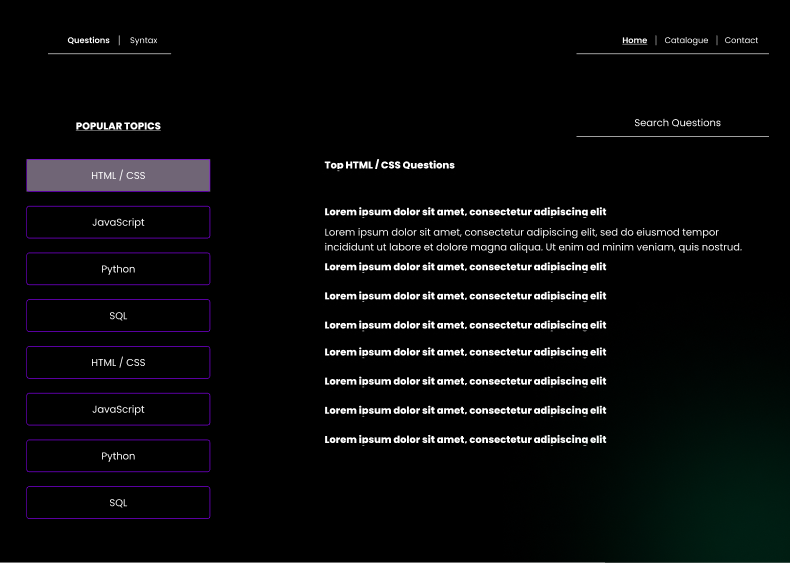 Questions | Syntax
Home | Catalogue | Contact
POPULAR TOPICS
Search Questions
HTML / CSS
JavaScript
Python
SQL
HTML / CSS
JavaScript
Python
SQL
Top HTML / CSS Questions
Lorem ipsum dolor sit amet, consectetur adipiscing elit
Lorem ipsum dolor sit amet, consectetur adipiscing elit, sed do eiusmod tempor
incididunt ut labore et dolore magna aliqua. Ut enim ad minim veniam, quis nostrud.
Lorem ipsum dolor sit amet, consectetur adipiscing elit
Lorem ipsum dolor sit amet, consectetur adipiscing elit
Lorem ipsum dolor sit amet, consectetur adipiscing elit
Lorem ipsum dolor sit amet, consectetur adipiscing elit
Lorem ipsum dolor sit amet, consectetur adipiscing elit
Lorem ipsum dolor sit amet, consectetur adipiscing elit
Lorem ipsum dolor sit amet, consectetur adipiscing elit